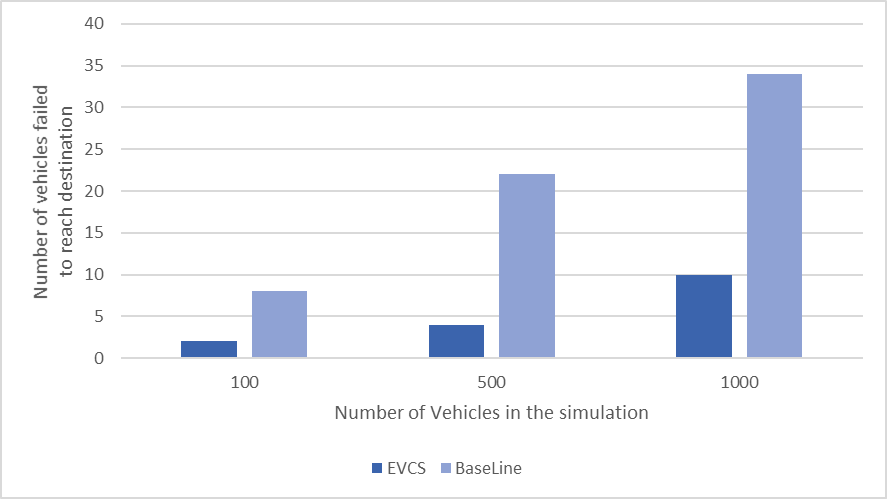 40
35
30
25
20
15
10
5
0
Number of vehicles failed
to reach destination
100 500 1000
Number of Vehicles in the simulation
EVCS BaseLine